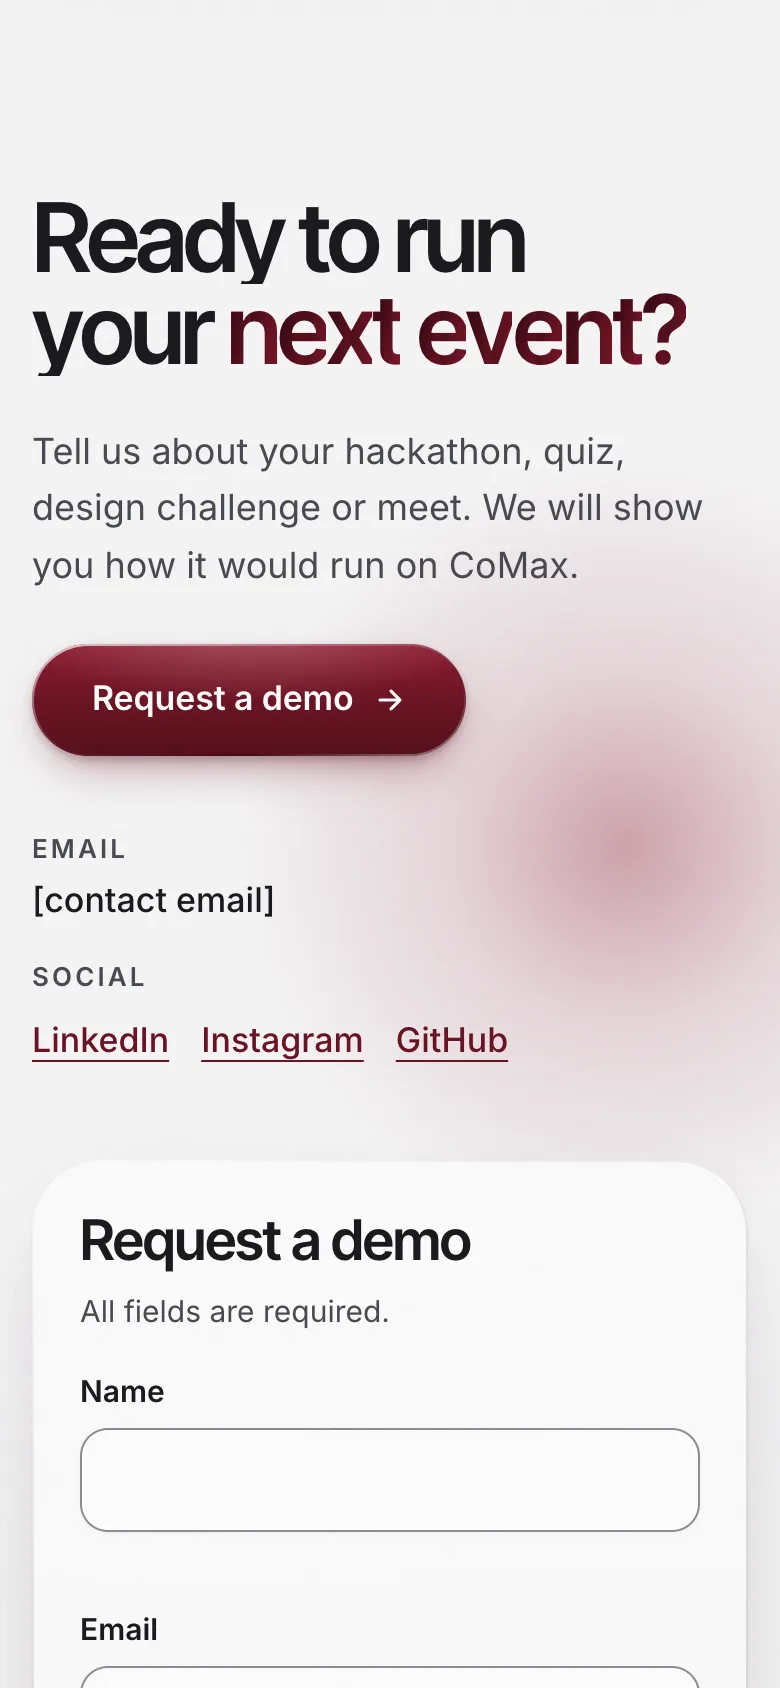 Ready to run
your next event?
Tell us about your hackathon, quiz,
design challenge or meet. We will show
you how it would run on CoMax.
Request a demo →
EMAIL
[contact email]
SOCIAL
LinkedIn Instagram GitHub
Request a demo
All fields are required.
Name
Email